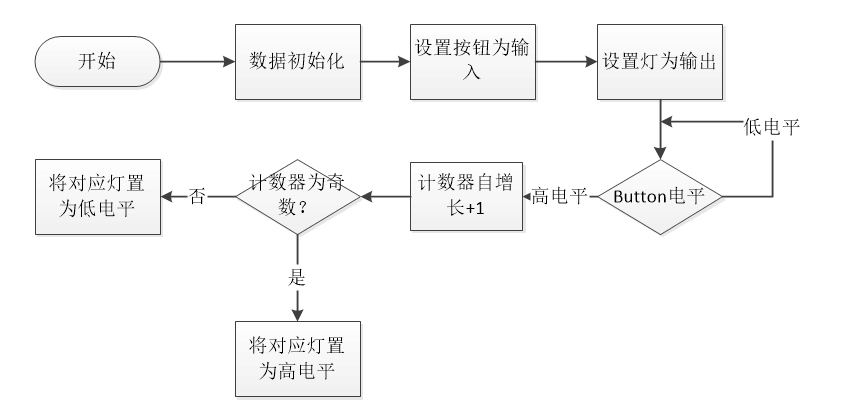 开始
数据初始化
设置按钮为输
入
设置灯为输出
低电平
将对应灯置
为低电平
否
计数器为奇
数？
计数器自增
长+1
高电平
Button电平
是
将对应灯置
为高电平